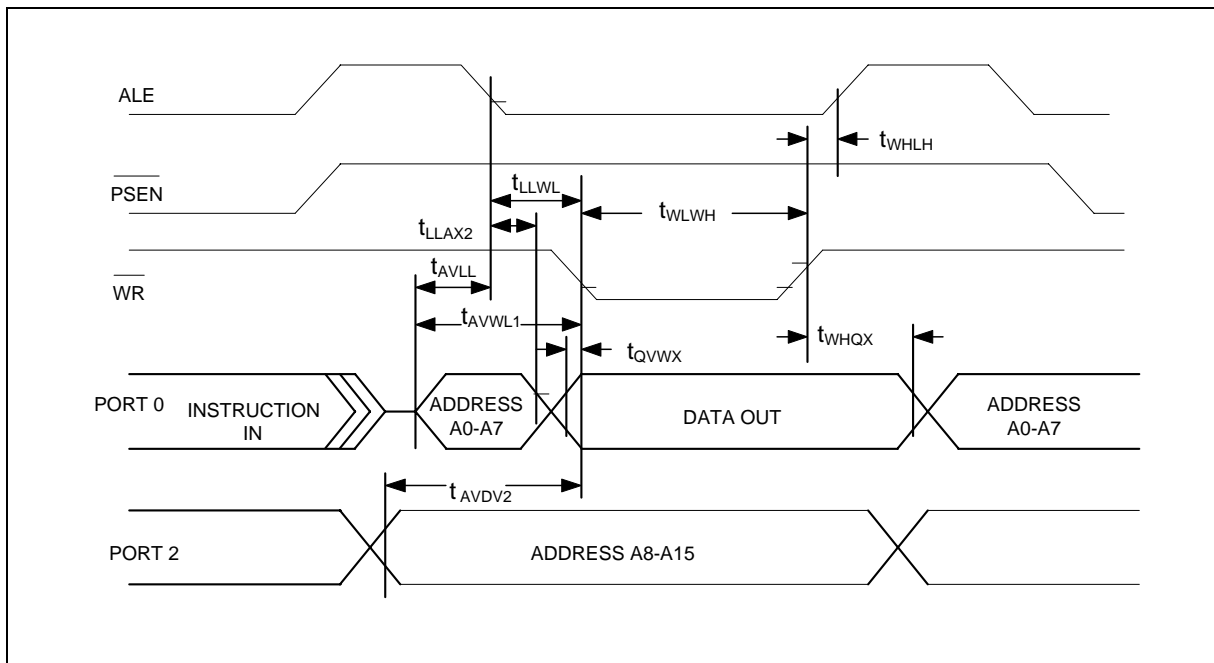 ALE
tWHLH
PSEN
tLLWL
tWLWH
tLLAX2
tAVLL
WR
tAVWL1
tQVWX
tWHQX
PORT 0
INSTRUCTION
IN
ADDRESS
A0-A7
DATA OUT
ADDRESS
A0-A7
tAVDV2
PORT 2
ADDRESS A8-A15